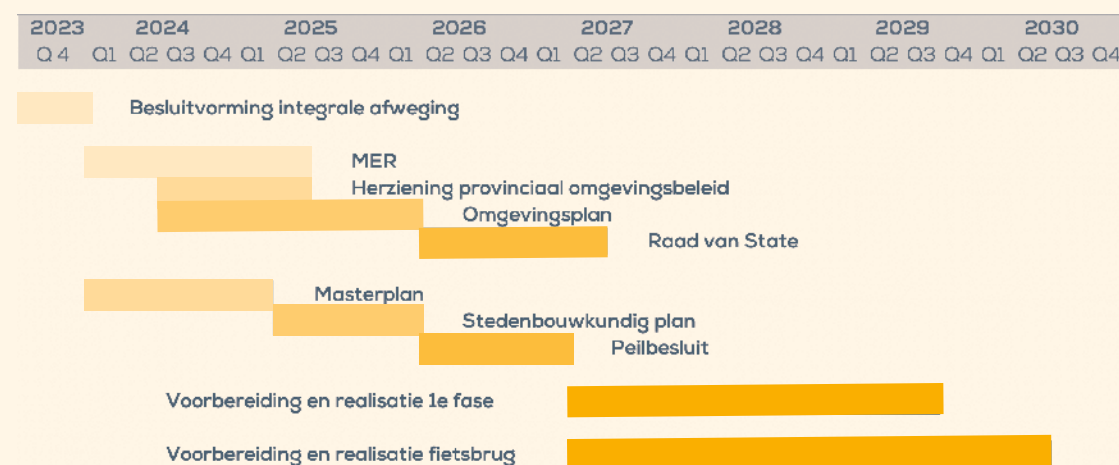 2023 2024 2025 2026 2027 2028 2029 2030
Q 4 Q1 Q2 Q3 Q4 Q1 Q2 Q3 Q4 Q1 Q2 Q3 Q4 Q1 Q2 Q3 Q4 Q1 Q2 Q3 Q4 Q1 Q2 Q3 Q4 Q1 Q2 Q3 Q4
Besluitvorming integrale afweging
MER
Herziening provinciaal omgevingsbeleid
Omgevingsplan
Raad van State
Masterplan
Stedenbouwkundig plan
Peilbesluit
Voorbereiding en realisatie 1e fase
Voorbereiding en realisatie fietsbrug